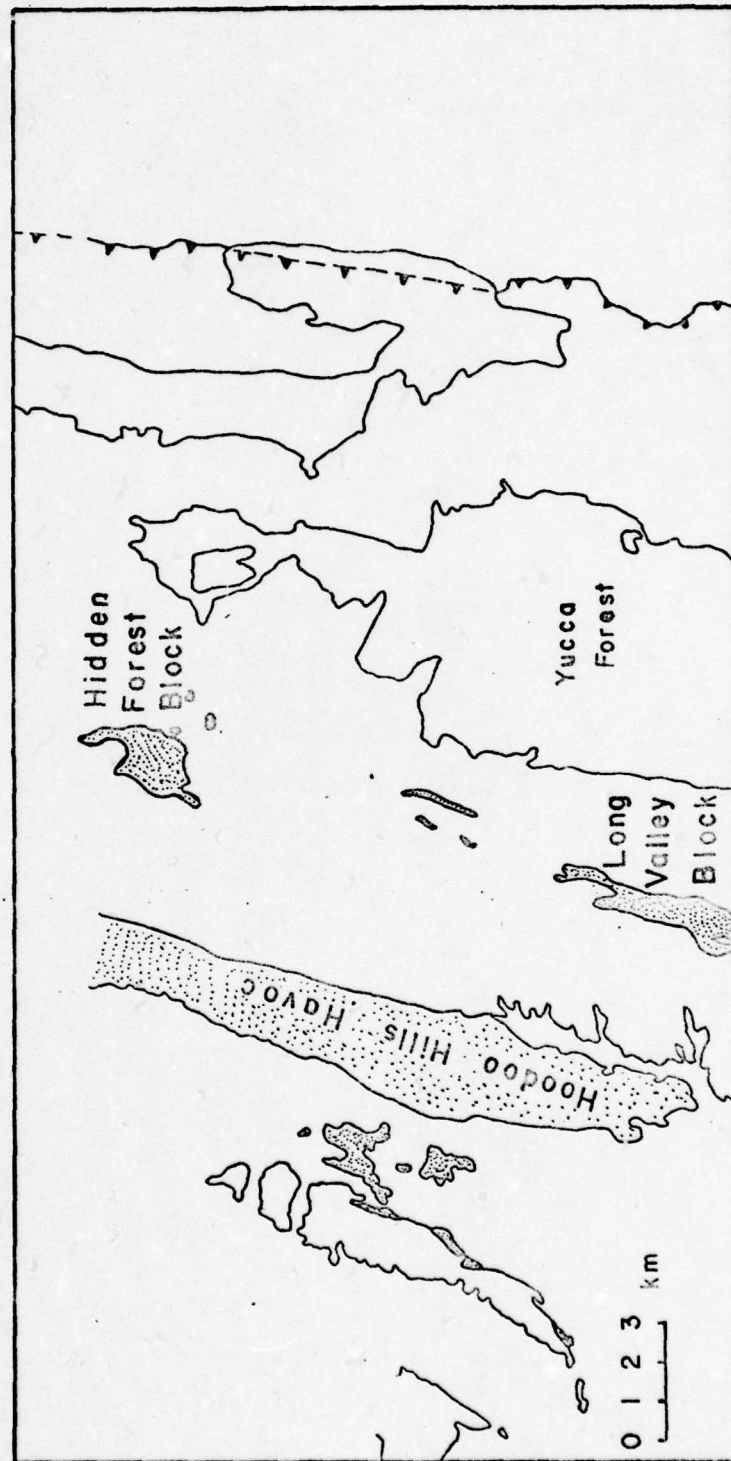 Hidden
Forest
Block
Yucca
Forest
Long
Valley
Block
Hoodoo Hills Havoc
0 1 2 3
km